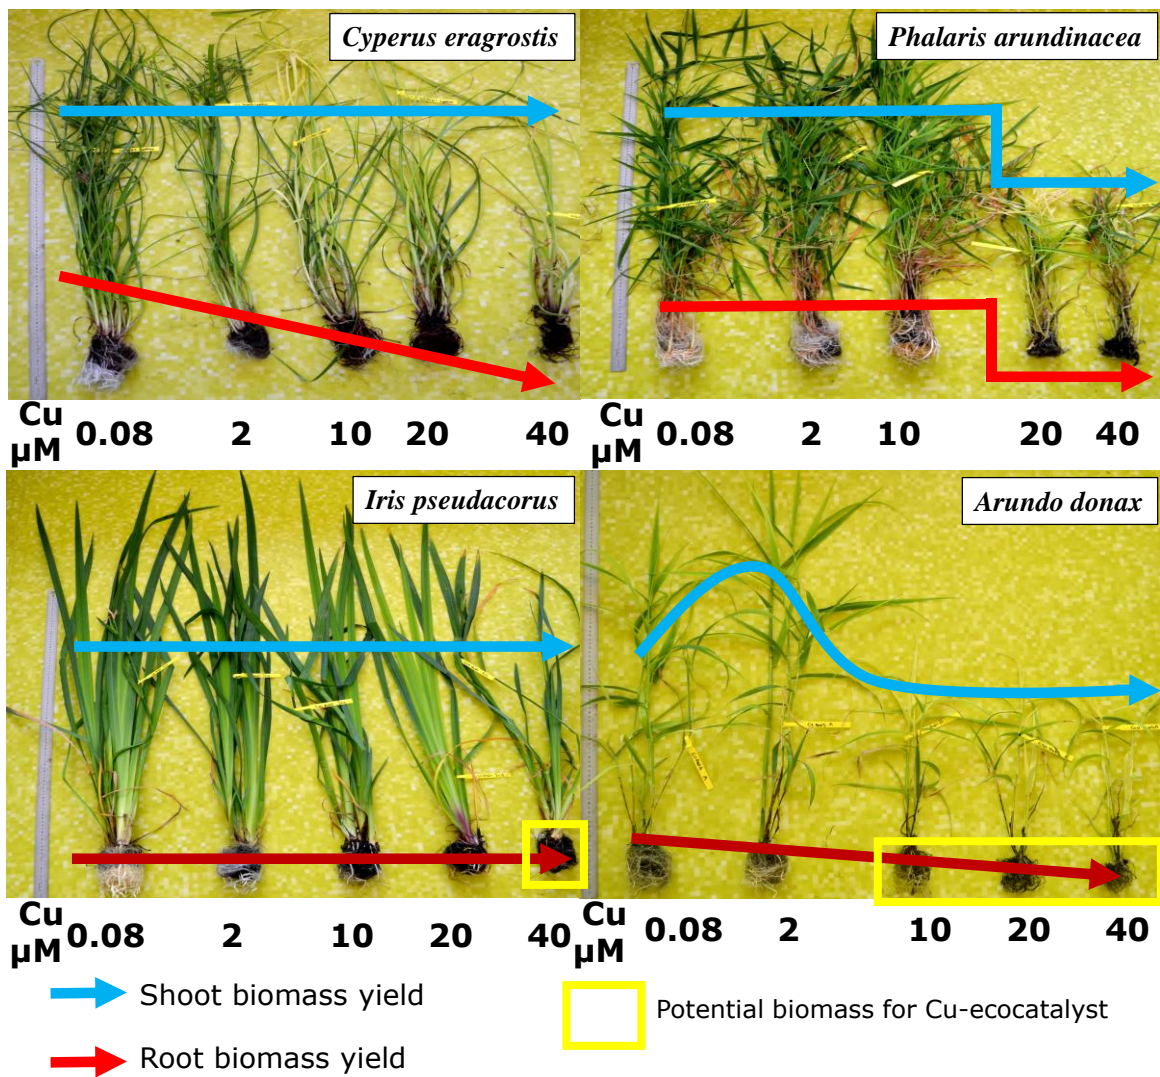 Cyperus eragrostis
Phalaris arundinacea
Cu
µM 0.08 2 10 20 40
Cu
µM 0.08 2 10 20 40
Iris pseudacorus
Arundo donax
Cu
µM 0.08 2 10 20 40
Cu
µM 0.08 2 10 20 40
Shoot biomass yield
Potential biomass for Cu-ecocatalyst
Root biomass yield